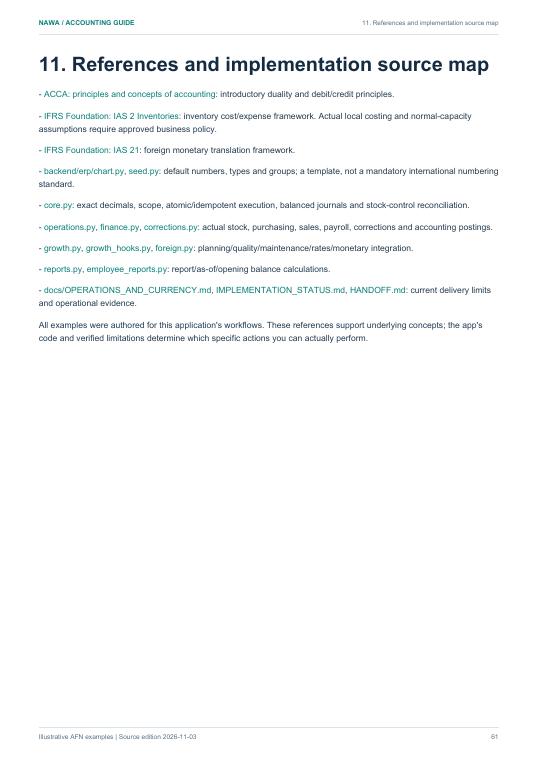 NAWA / ACCOUNTING GUIDE
11. References and implementation source map
11. References and implementation source map
- ACCA: principles and concepts of accounting: introductory duality and debit/credit principles.
- IFRS Foundation: IAS 2 Inventories: inventory cost/expense framework. Actual local costing and normal-capacity
assumptions require approved business policy.
- IFRS Foundation: IAS 21: foreign monetary translation framework.
- backend/erp/chart.py, seed.py: default numbers, types and groups; a template, not a mandatory international numbering
standard.
- core.py: exact decimals, scope, atomic/idempotent execution, balanced journals and stock-control reconciliation.
- operations.py, finance.py, corrections.py: actual stock, purchasing, sales, payroll, corrections and accounting postings.
- growth.py, growth_hooks.py, foreign.py: planning/quality/maintenance/rates/monetary integration.
- reports.py, employee_reports.py: report/as-of/opening balance calculations.
- docs/OPERATIONS_AND_CURRENCY.md, IMPLEMENTATION_STATUS.md, HANDOFF.md: current delivery limits
and operational evidence.
All examples were authored for this application's workflows. These references support underlying concepts; the app's
code and verified limitations determine which specific actions you can actually perform.
Illustrative AFN examples | Source edition 2026-11-03
61